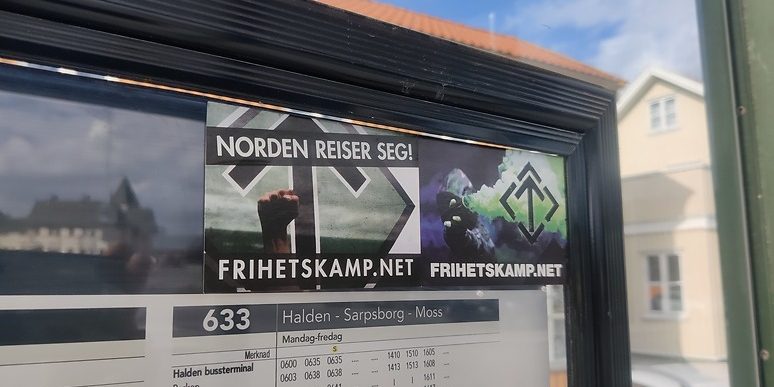 NORDEN REISER SEG!
FRIHETSKAMP.NET
FRIHETSKAMP.NET
633 Halden - Sarpsborg - Moss
Mandag-fredag
S
Merknad
Halden bussterminal 0600 0635 0635 ... ... 1410 1510 1605 ...
0603 0638 0638 ... ... 1413 1513 1608 ...
1611